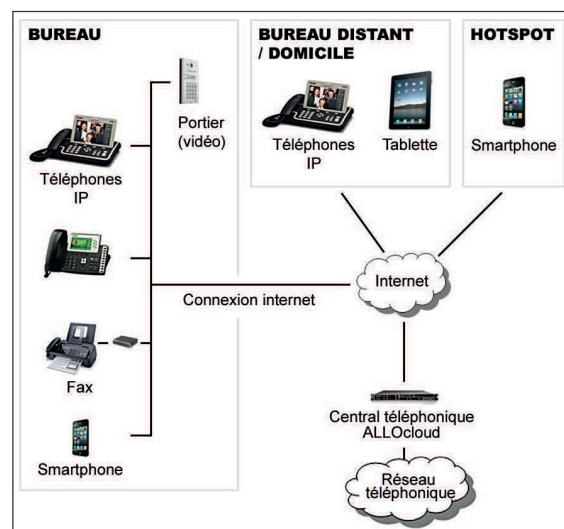 BUREAU
Portier
(vidéo)
Téléphones
IP
Fax
Smartphone
BUREAU DISTANT
/ DOMICILE
Téléphones
IP
Tablette
HOTSPOT
Smartphone
Connexion internet
Internet
Central téléphonique
ALLOcloud
Réseau
téléphonique